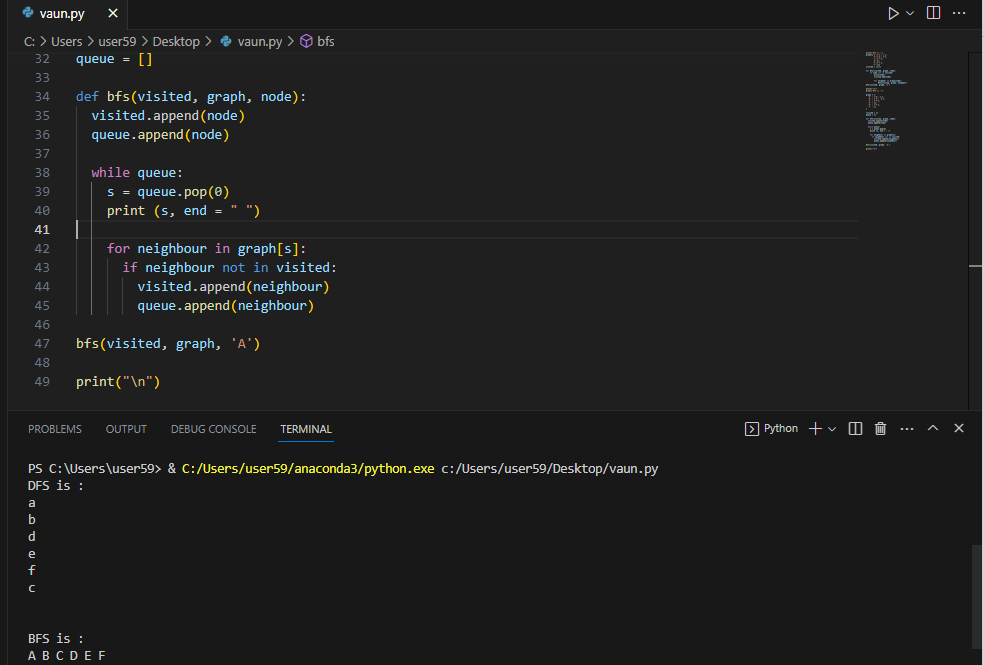 vaun.py
C: > Users > user59 > Desktop > vaun.py > bfs
32 queue = []
33
34 def bfs(visited, graph, node):
35 visited.append(node)
36 queue.append(node)
37
38 while queue:
39 s = queue.pop(0)
40 print (s, end = " ")
41
42 for neighbour in graph[s]:
43 if neighbour not in visited:
44 visited.append(neighbour)
45 queue.append(neighbour)
46
47 bfs(visited, graph, 'A')
48
49 print("\n")
PROBLEMS OUTPUT DEBUG CONSOLE TERMINAL Python
PS C:\Users\user59> & C:/Users/user59/anaconda3/python.exe c:/Users/user59/Desktop/vaun.py
DFS is :
a
b
d
e
f
c
BFS is :
A B C D E F